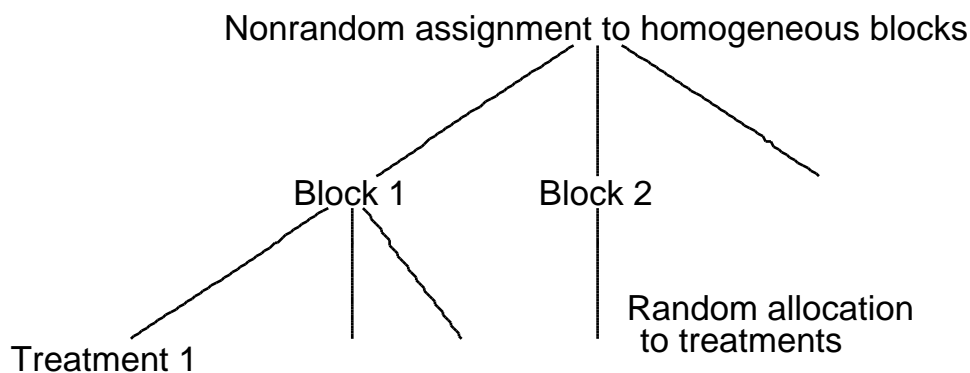 Nonrandom assignment to homogeneous blocks
Block 1
Block 2
Random allocation
to treatments
Treatment 1